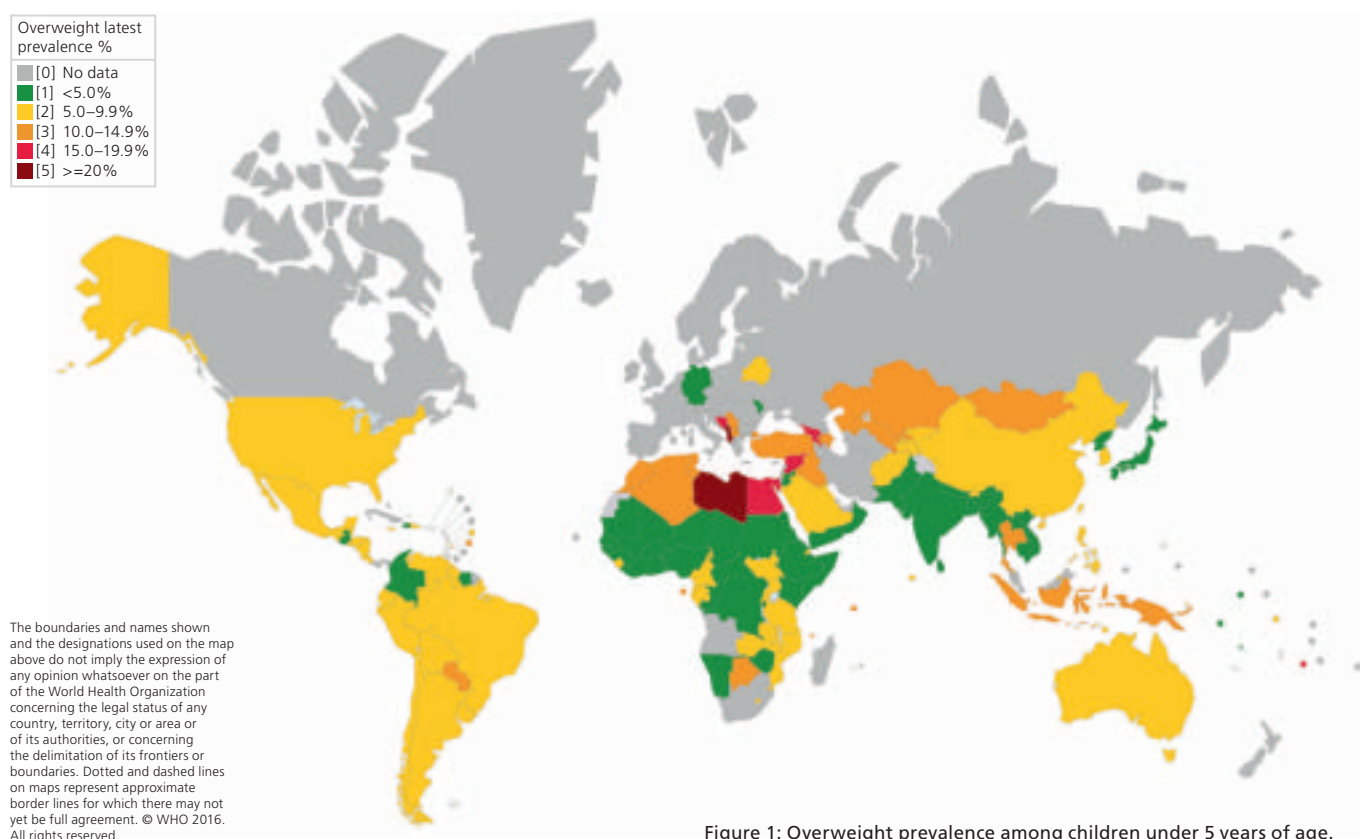 Overweight latest
prevalence %
[0] No data
[1] <5.0%
[2] 5.0–9.9%
[3] 10.0–14.9%
[4] 15.0–19.9%
[5] >=20%
The boundaries and names shown
and the designations used on the map
above do not imply the expression of
any opinion whatsoever on the part
of the World Health Organization
concerning the legal status of any
country, territory, city or area or
of its authorities, or concerning
the delimitation of its frontiers or
boundaries. Dotted and dashed lines
on maps represent approximate
border lines for which there may not
yet be full agreement. © WHO 2016.
All rights reserved
Figure 1: Overweight prevalence among children under 5 years of age.